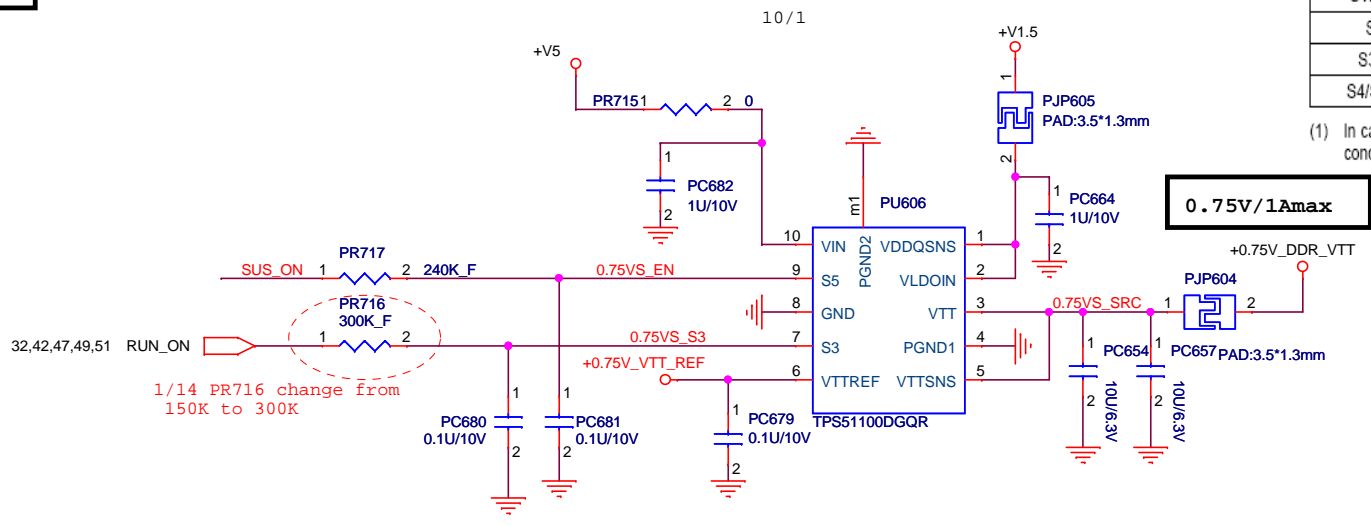 10/1
+V5
PR715 1 2 0
1
PC682
1U/10V
2
+V1.5
1
PJP605
PAD:3.5*1.3mm
2
1
PC664
1U/10V
2
(1) In
0.75V/1Amax
+0.75V_DDR_VTT
m1
PU606
10 VIN VDDQSNS 1
9 S5 PGND2 VLDOIN 2
8 GND VTT 3
7 S3 PGND1 4
6 VTTREF VTTSNS 5
TPS51100DGQR
PR717
SUS_ON 1 2 240K_F 0.75VS_EN
PR716
300K_F
32,42,47,49,51 RUN_ON 1 2 0.75VS_S3
1/14 PR716 change from
150K to 300K
+0.75V_VTT_REF
1
PC680
0.1U/10V
2
1
PC681
0.1U/10V
2
1
PC679
0.1U/10V
2
0.75VS_SRC
PJP604
1 2
PAD:3.5*1.3mm
1
PC654
10U/6.3V
2
1
PC657
10U/6.3V
2